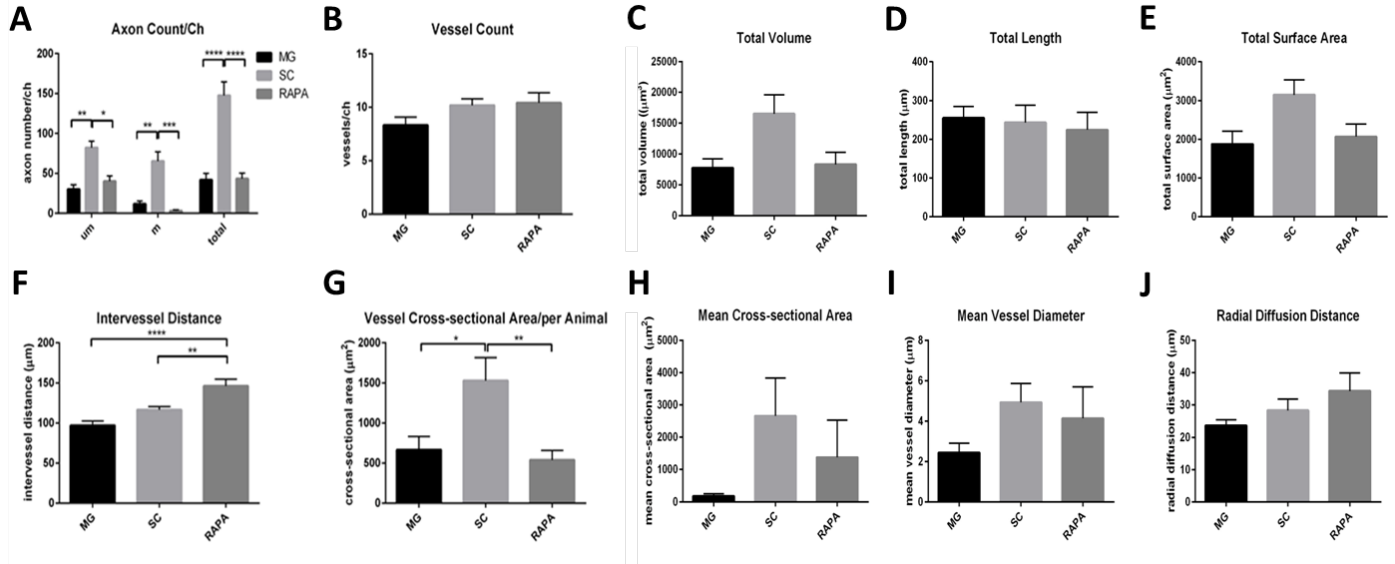 A
Axon Count/Ch
axon number/ch
200
150
100
50
0
**** ****
** *
** ***
um
m
total
MG
SC
RAPA
B
Vessel Count
vessels/ch
15
10
5
0
MG
SC
RAPA
C
Total Volume
total volume ((µm³)
25000
20000
15000
10000
5000
0
MG
SC
RAPA
D
Total Length
total length (µm)
400
300
200
100
0
MG
SC
RAPA
E
Total Surface Area
total surface area (µm²)
4000
3000
2000
1000
0
MG
SC
RAPA
F
Intervessel Distance
intervessel distance (µm)
200
150
100
50
0
****
**
MG
SC
RAPA
G
Vessel Cross-sectional Area/per Animal
cross-sectional area (µm²)
2000
1500
1000
500
0
* **
MG
SC
RAPA
H
Mean Cross-sectional Area
mean cross-sectional area (µm²)
5000
4000
3000
2000
1000
0
MG
SC
RAPA
I
Mean Vessel Diameter
mean vessel diameter (µm)
8
6
4
2
0
MG
SC
RAPA
J
Radial Diffusion Distance
radial diffusion distance (µm)
50
40
30
20
10
0
MG
SC
RAPA